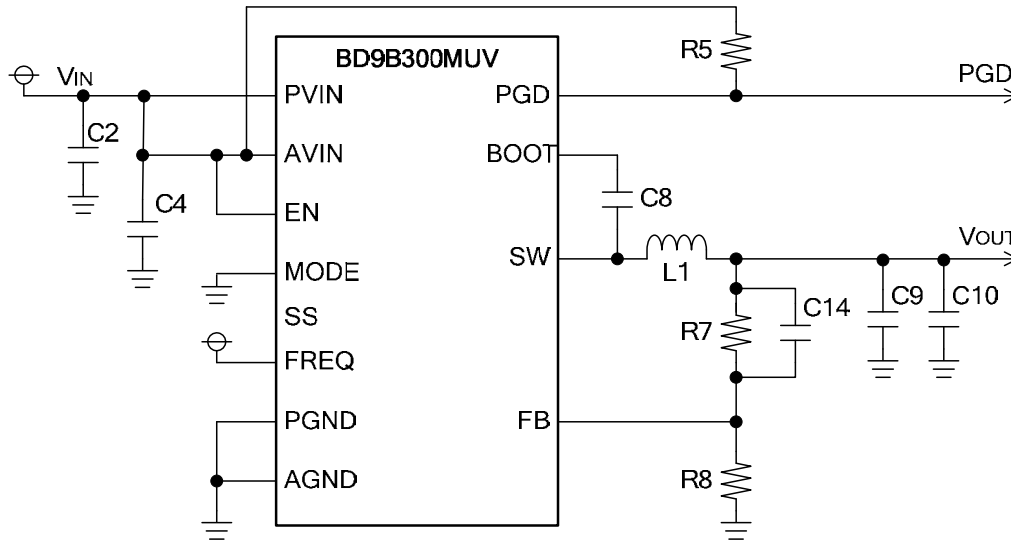 BD9B300MUV
R5
VIN
PVIN
PGD
PGD
C2
AVIN
BOOT
C4
EN
C8
SW
VOUT
L1
MODE
SS
C14
C9
C10
R7
FREQ
PGND
FB
AGND
R8